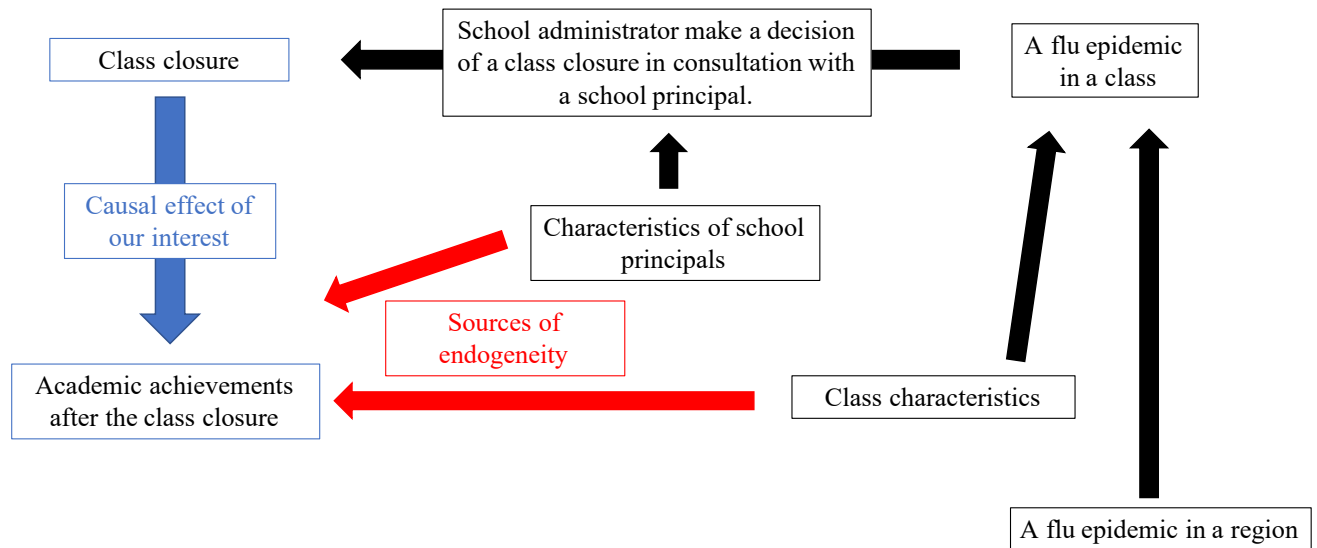 Class closure
School administrator make a decision
of a class closure in consultation with
a school principal.
A flu epidemic
in a class
Causal effect of
our interest
Characteristics of school
principals
Sources of
endogeneity
Academic achievements
after the class closure
Class characteristics
A flu epidemic in a region